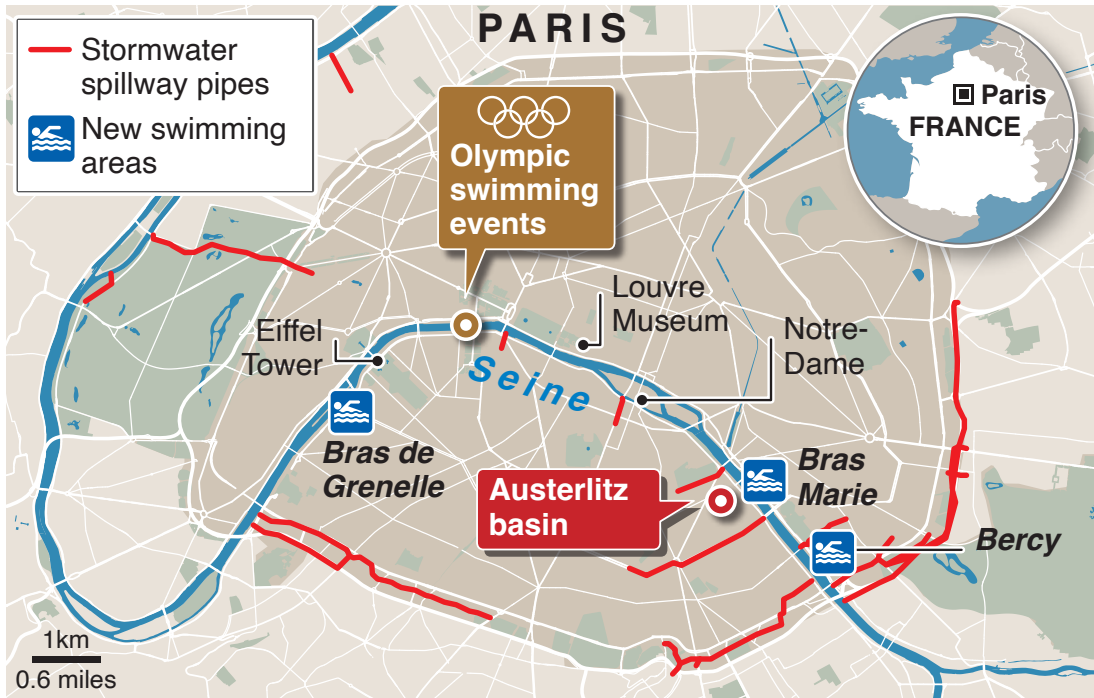 PARIS
Stormwater
spillway pipes
New swimming
areas
Paris
FRANCE
Olympic
swimming
events
Louvre
Museum
Notre-
Dame
Eiffel
Tower
Seine
Bras de
Grenelle
Austerlitz
basin
Bras
Marie
Bercy
1km
0.6 miles